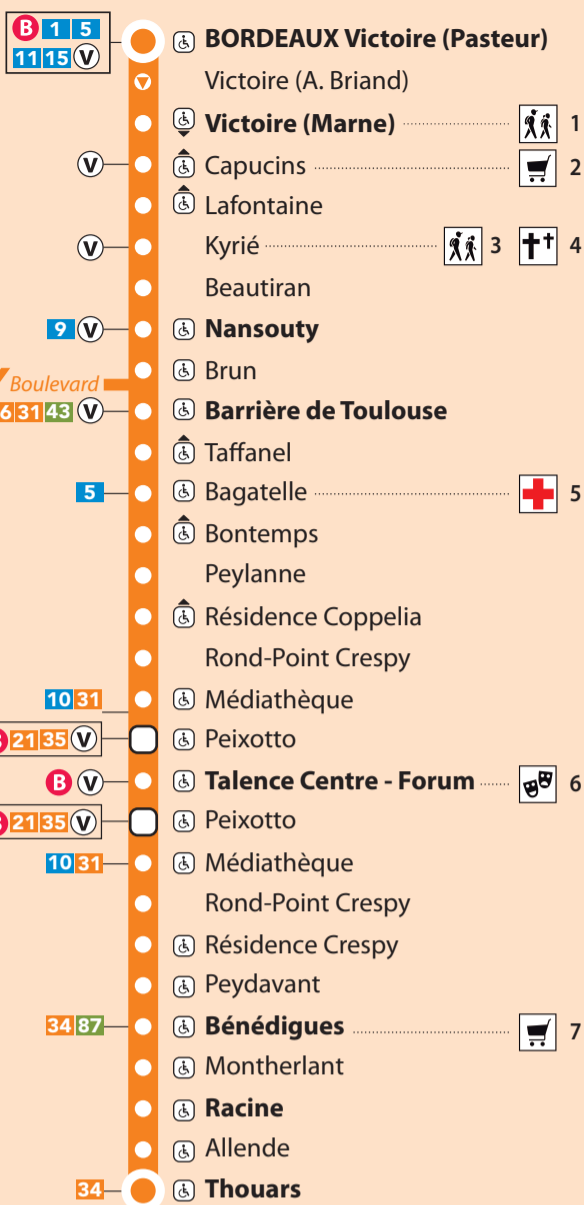 B 1 5
11 15 V
BORDEAUX Victoire (Pasteur)
Victoire (A. Briand)
Victoire (Marne) 1
V Capucins 2
Lafontaine
V Kyrié 3 4
Beautiran
9 V Nansouty
Brun
Boulevard
6 31 43 V Barrière de Toulouse
Taffanel
5 Bagatelle 5
Bontemps
Peylanne
Résidence Coppelia
Rond-Point Crespy
10 31 Médiathèque
B 21 35 V Peixotto
B V Talence Centre - Forum 6
B 21 35 V Peixotto
10 31 Médiathèque
Rond-Point Crespy
Résidence Crespy
Peydavant
34 87 Bénédigues 7
Montherlant
Racine
Allende
34 Thouars